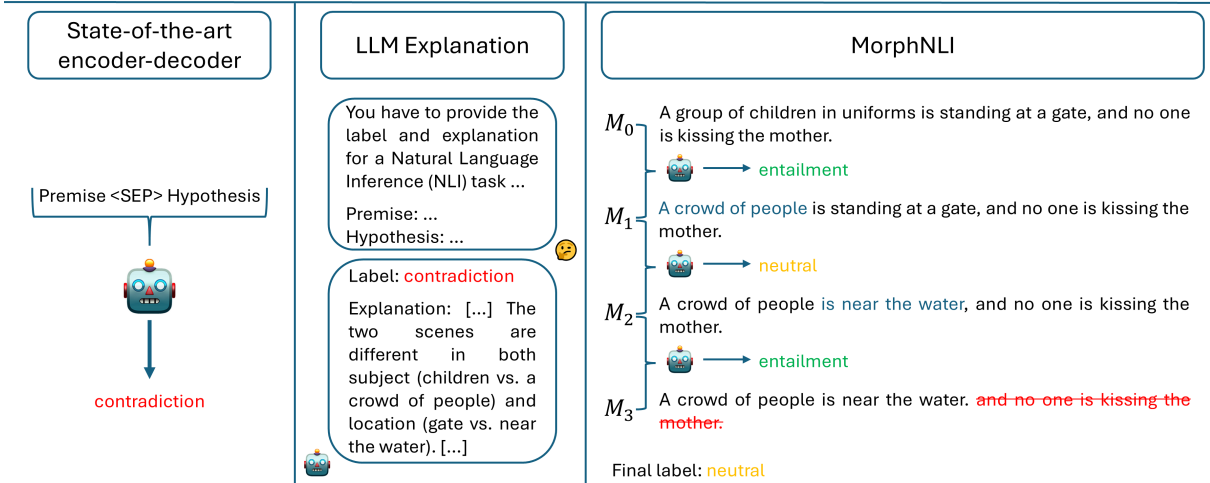 State-of-the-art
encoder-decoder
Premise <SEP> Hypothesis
contradiction
LLM Explanation
You have to provide the
label and explanation
for a Natural Language
Inference (NLI) task ...
Premise: ...
Hypothesis: ...
Label: contradiction
Explanation: [...] The
two scenes are
different in both
subject (children vs. a
crowd of people) and
location (gate vs. near
the water). [...]
MorphNLI
M₀
A group of children in uniforms is standing at a gate, and no one
is kissing the mother.
entailment
M₁
A crowd of people is standing at a gate, and no one is kissing the
mother.
neutral
M₂
A crowd of people is near the water, and no one is kissing the
mother.
entailment
M₃
A crowd of people is near the water. and no one is kissing the
mother.
Final label: neutral